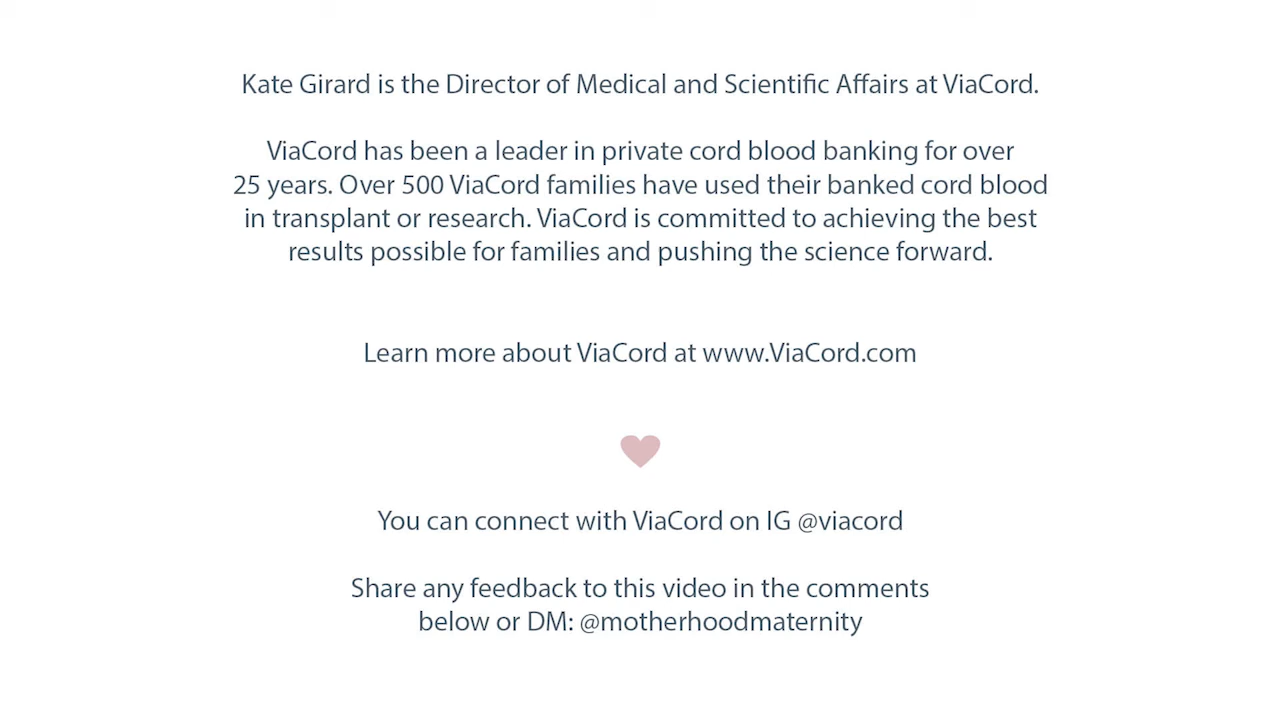 Kate Girard is the Director of Medical and Scientific Affairs at ViaCord.
ViaCord has been a leader in private cord blood banking for over
25 years. Over 500 ViaCord families have used their banked cord blood
in transplant or research. ViaCord is committed to achieving the best
results possible for families and pushing the science forward.
Learn more about ViaCord at www.ViaCord.com
You can connect with ViaCord on IG @viacord
Share any feedback to this video in the comments
below or DM: @motherhoodmaternity